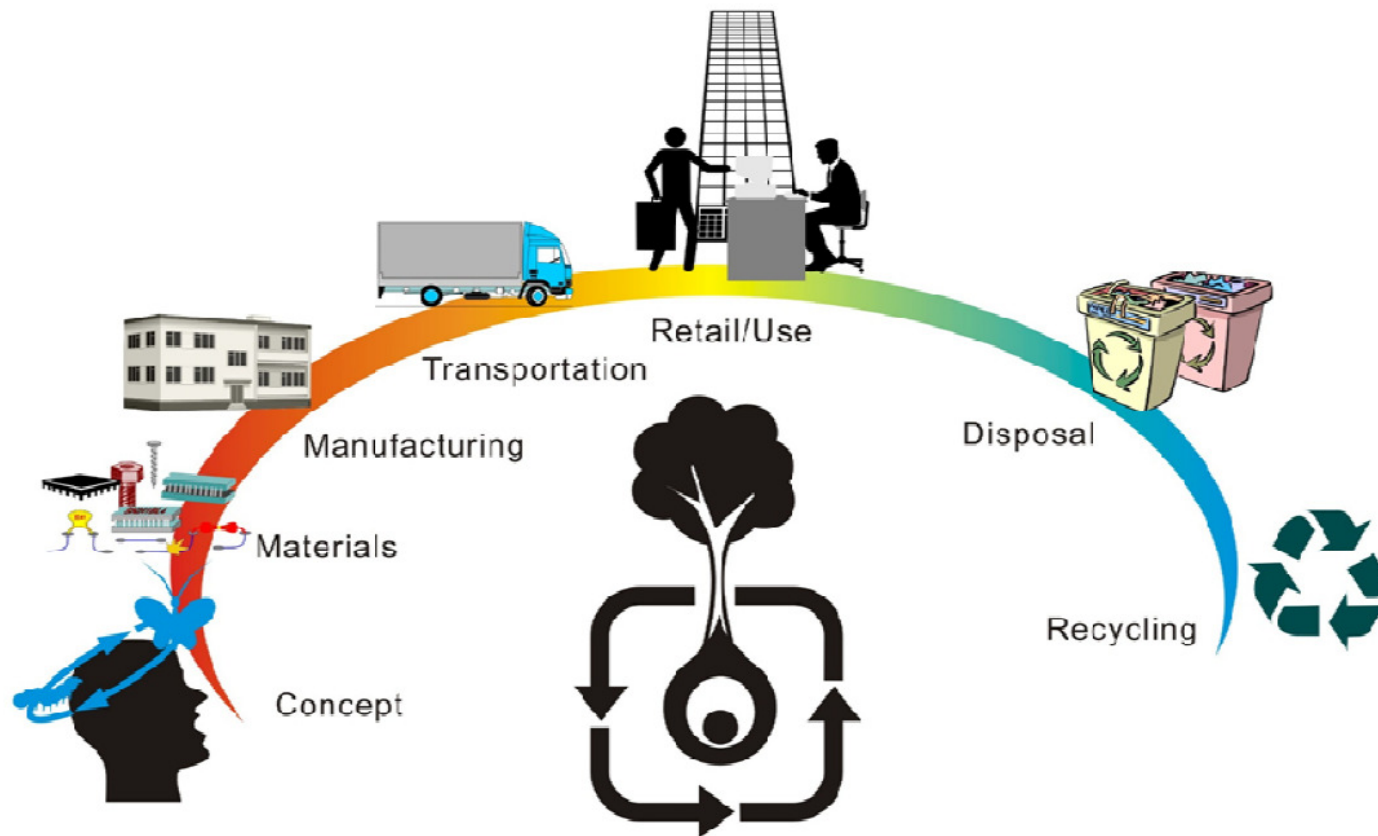 Concept
Materials
Manufacturing
Transportation
Retail/Use
Disposal
Recycling